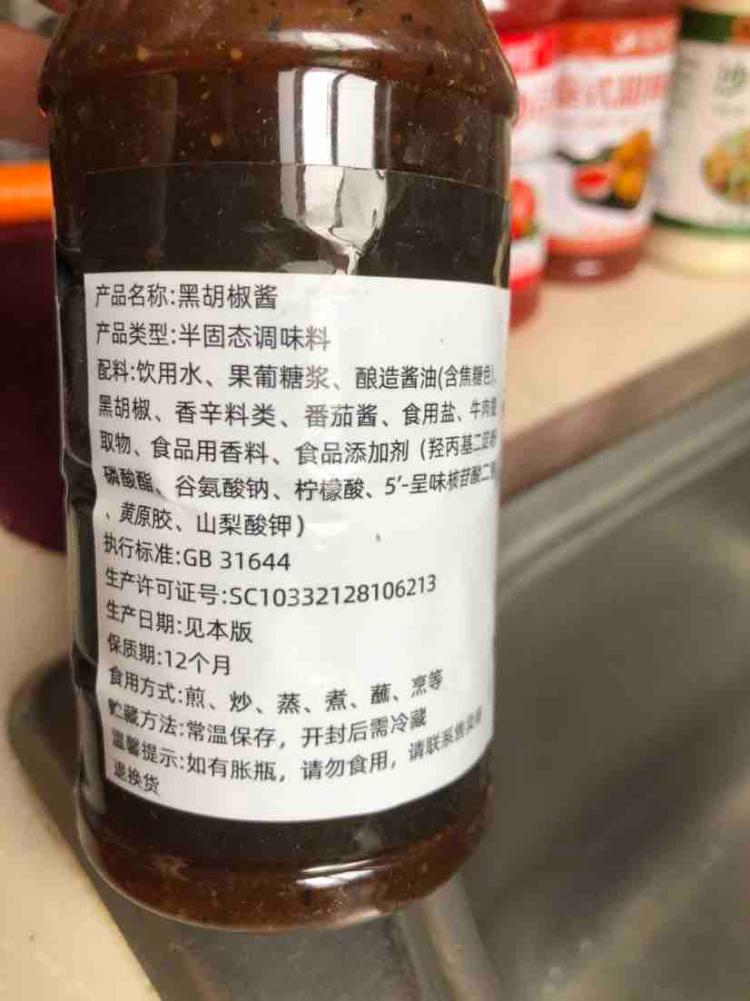 产品名称:黑胡椒酱
产品类型:半固态调味料
配料:饮用水、果葡糖浆、酿造酱油(含焦糖色)、
黑胡椒、香辛料类、番茄酱、食用盐、牛肉提
取物、食品用香料、食品添加剂（羟丙基二淀粉
磷酸酯、谷氨酸钠、柠檬酸、5′-呈味核苷酸二钠
、黄原胶、山梨酸钾）
执行标准:GB 31644
生产许可证号:SC10332128106213
生产日期:见本版
保质期:12个月
食用方式:煎、炒、蒸、煮、蘸、烹等
贮藏方法:常温保存，开封后需冷藏
温馨提示:如有胀瓶，请勿食用，请联系售卖商
退换货
沙